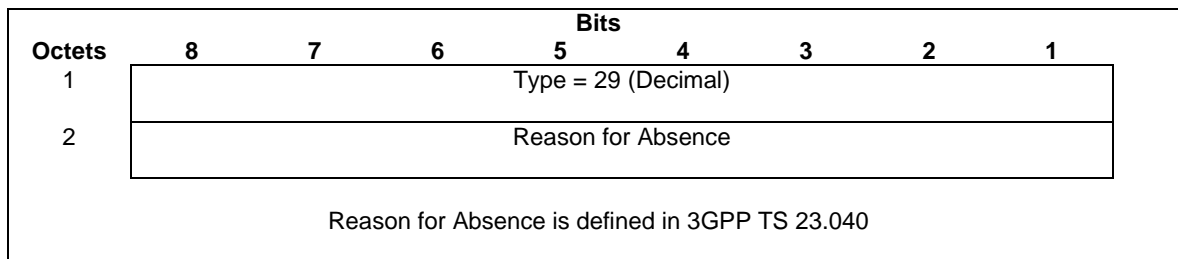 Bits
Octets 8 7 6 5 4 3 2 1
1 Type = 29 (Decimal)
2 Reason for Absence
Reason for Absence is defined in 3GPP TS 23.040